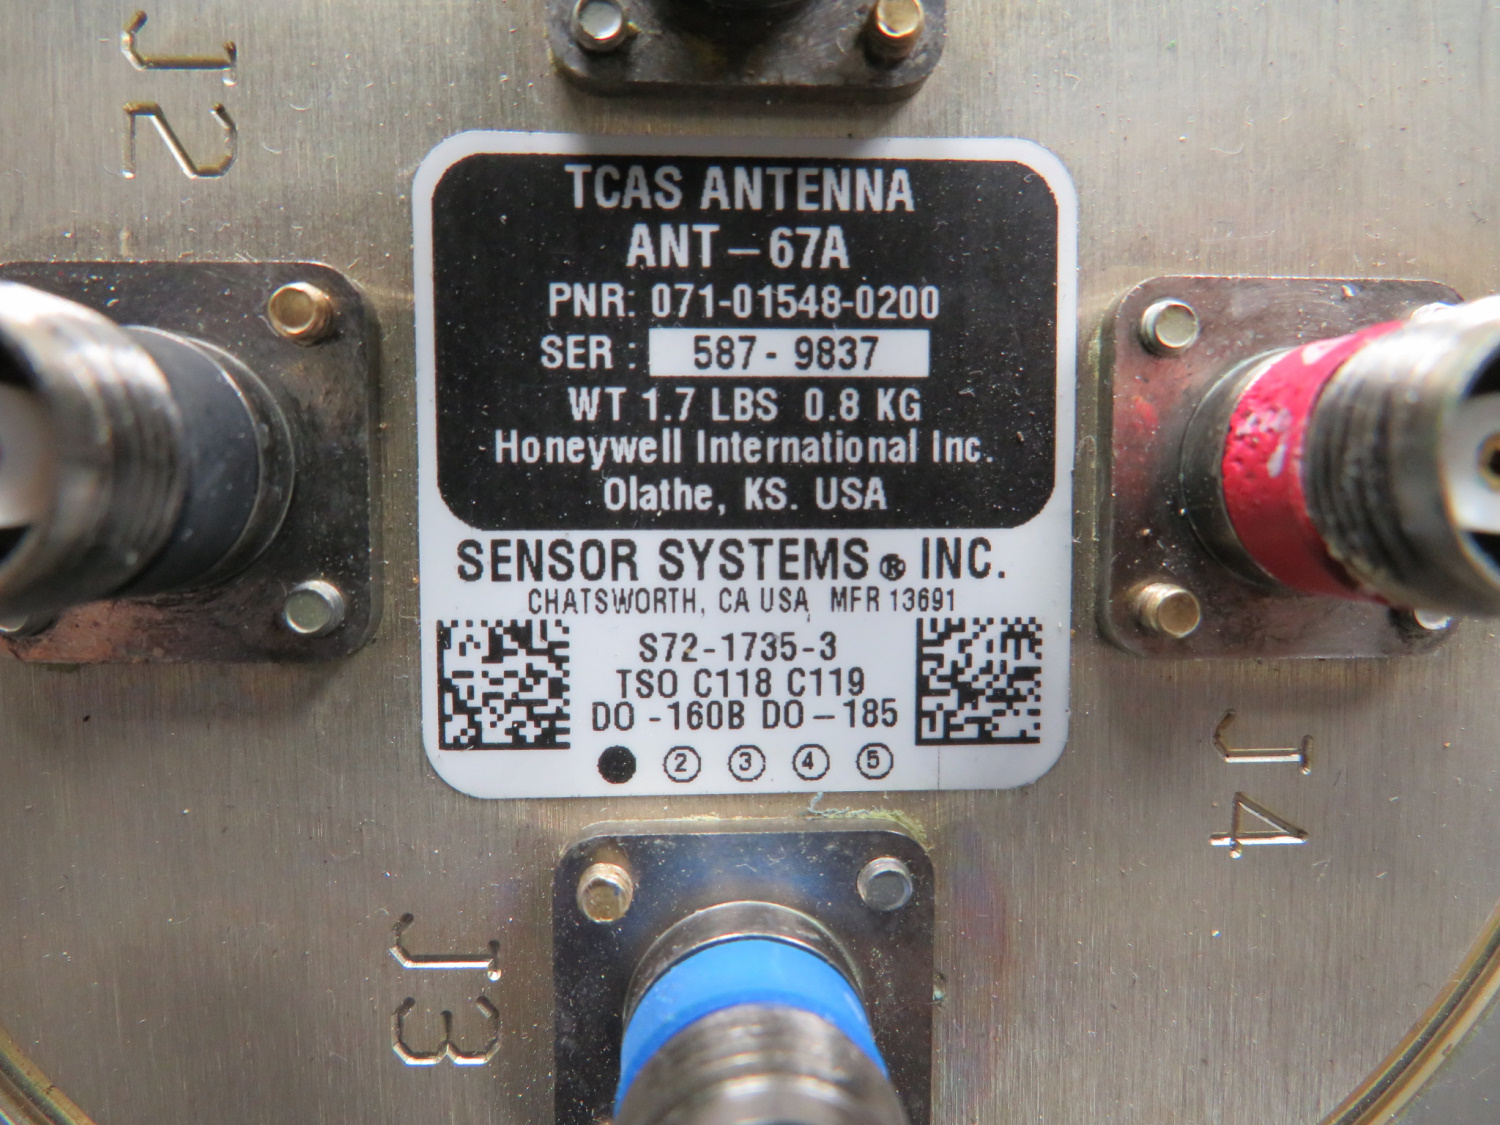 J2
TCAS ANTENNA
ANT-67A
PNR: 071-01548-0200
SER: 587-9837
WT 1.7 LBS 0.8 KG
Honeywell International Inc.
Olathe, KS. USA
SENSOR SYSTEMS® INC.
CHATSWORTH, CA USA MFR 13691
S72-1735-3
TSO C118 C119
DO-160B DO-185
② ③ ④ ⑤
J4
J3